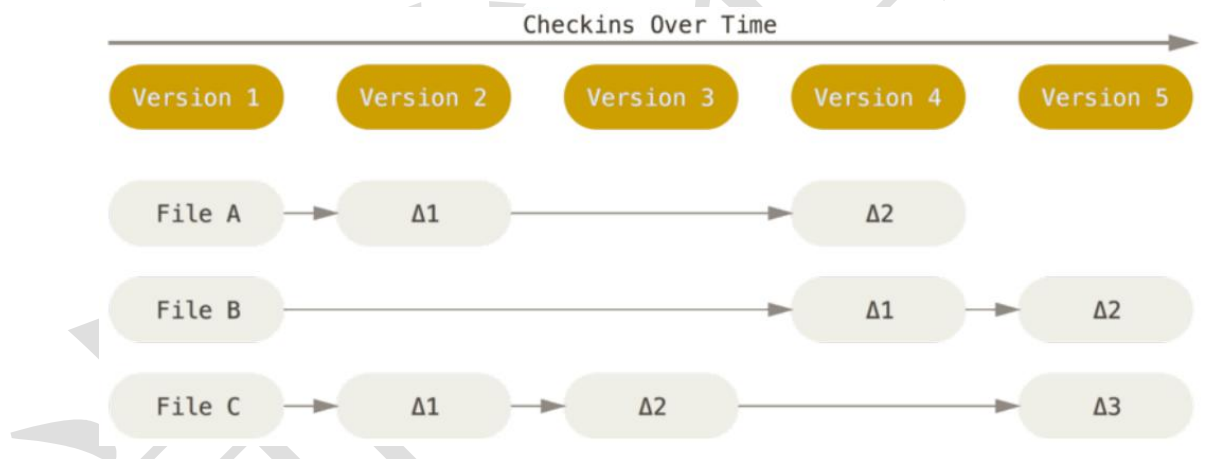 Checkins Over Time
Version 1 Version 2 Version 3 Version 4 Version 5
File A Δ1 Δ2
File B Δ1 Δ2
File C Δ1 Δ2 Δ3